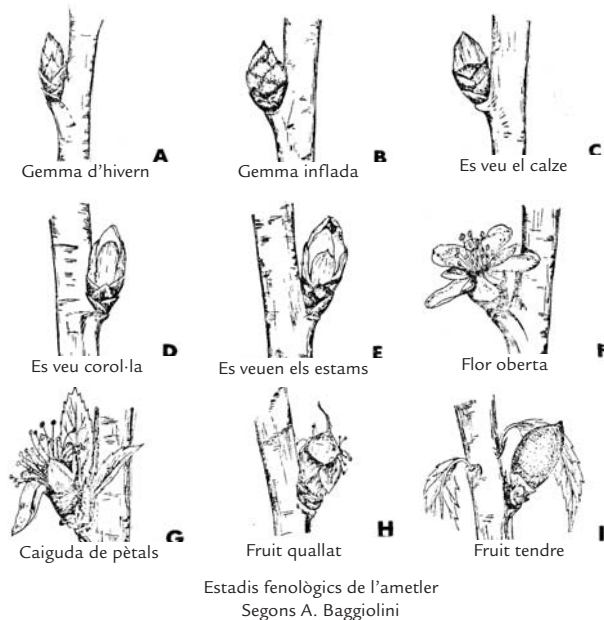 A
Gemma d'hivern
B
Gemma inflada
C
Es veu el calze
D
Es veu corol·la
E
Es veuen els estams
F
Flor oberta
G
Caiguda de pètals
H
Fruit quallat
I
Fruit tendre
Estadis fenològics de l'ametler
Segons A. Baggiolini